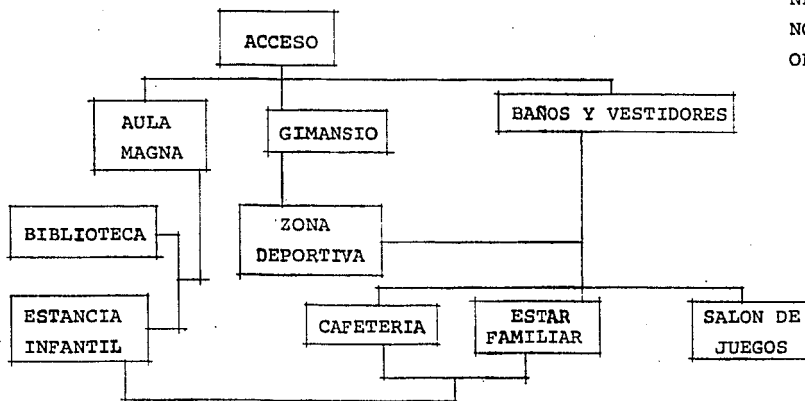 ACCESO
AULA
MAGNA
GIMANSIO
BAÑOS Y VESTIDORES
BIBLIOTECA
ZONA
DEPORTIVA
ESTANCIA
INFANTIL
CAFETERIA
ESTAR
FAMILIAR
SALON DE
JUEGOS